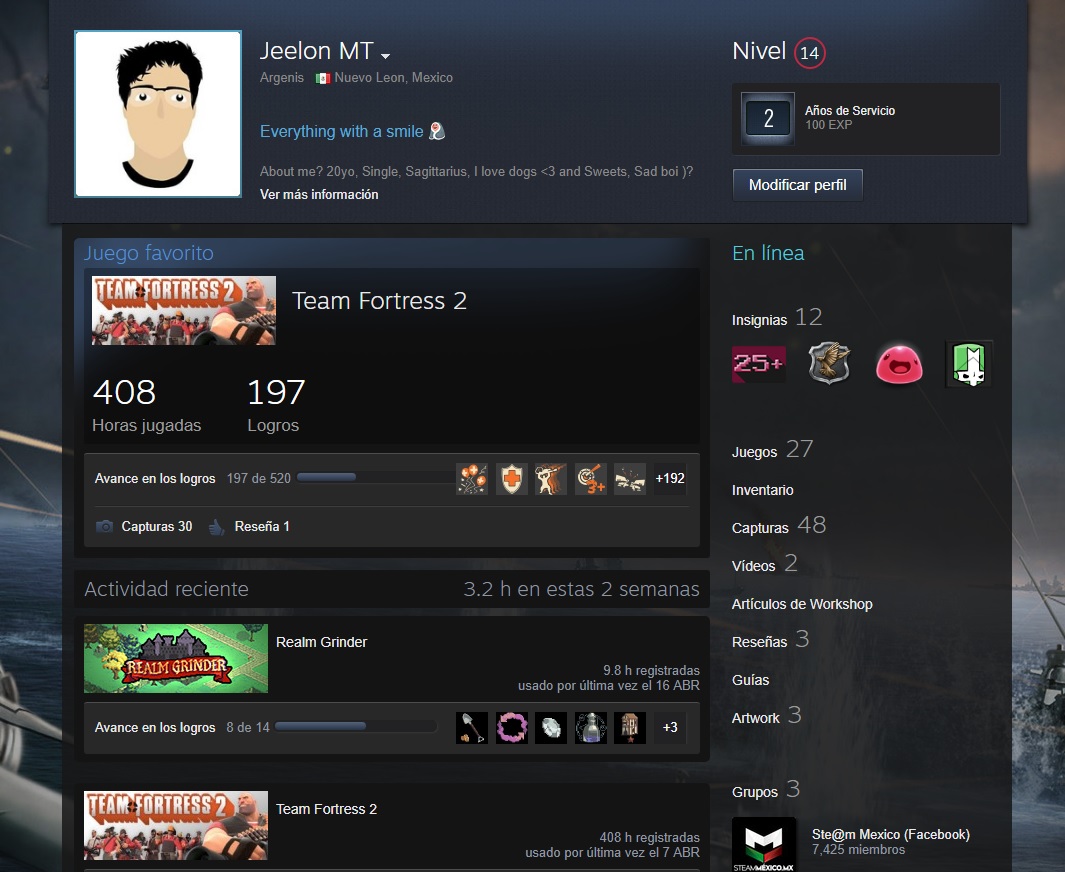 Jeelon MT
Argenis Nuevo Leon, Mexico
Everything with a smile
About me? 20yo, Single, Sagittarius, I love dogs <3 and Sweets, Sad boi )?
Ver más información
Nivel 14
2
Años de Servicio
100 EXP
Modificar perfil
Juego favorito
TEAM FORTRESS 2
Team Fortress 2
408
Horas jugadas
197
Logros
Avance en los logros 197 de 520
3+
+192
Capturas 30
Reseña 1
Actividad reciente
3.2 h en estas 2 semanas
REALM GRINDER
Realm Grinder
9.8 h registradas
usado por última vez el 16 ABR
Avance en los logros 8 de 14
+3
TEAM FORTRESS 2
Team Fortress 2
408 h registradas
usado por última vez el 7 ABR
En línea
Insignias 12
25+
Juegos 27
Inventario
Capturas 48
Vídeos 2
Artículos de Workshop
Reseñas 3
Guías
Artwork 3
Grupos 3
STEAMMÉXICO.MX
Ste@m Mexico (Facebook)
7,425 miembros